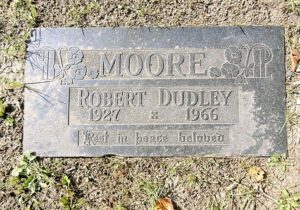 MOORE
ROBERT DUDLEY
1927 1966
Rest in peace beloved